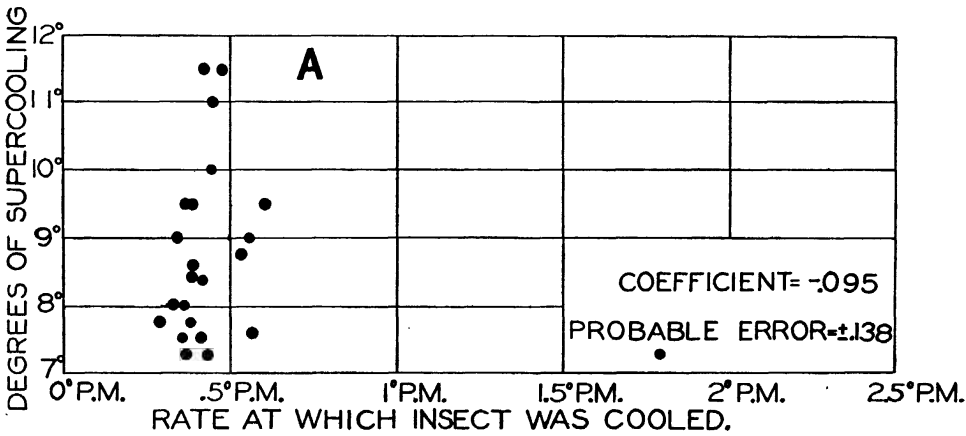 DEGREES OF SUPERCOOLING
12°
11°
10°
9°
8°
7°
A
COEFFICIENT= -.095
PROBABLE ERROR=±.138
0°P.M. .5°P.M. 1°P.M. 1.5°P.M. 2°P.M. 2.5°P.M.
RATE AT WHICH INSECT WAS COOLED.